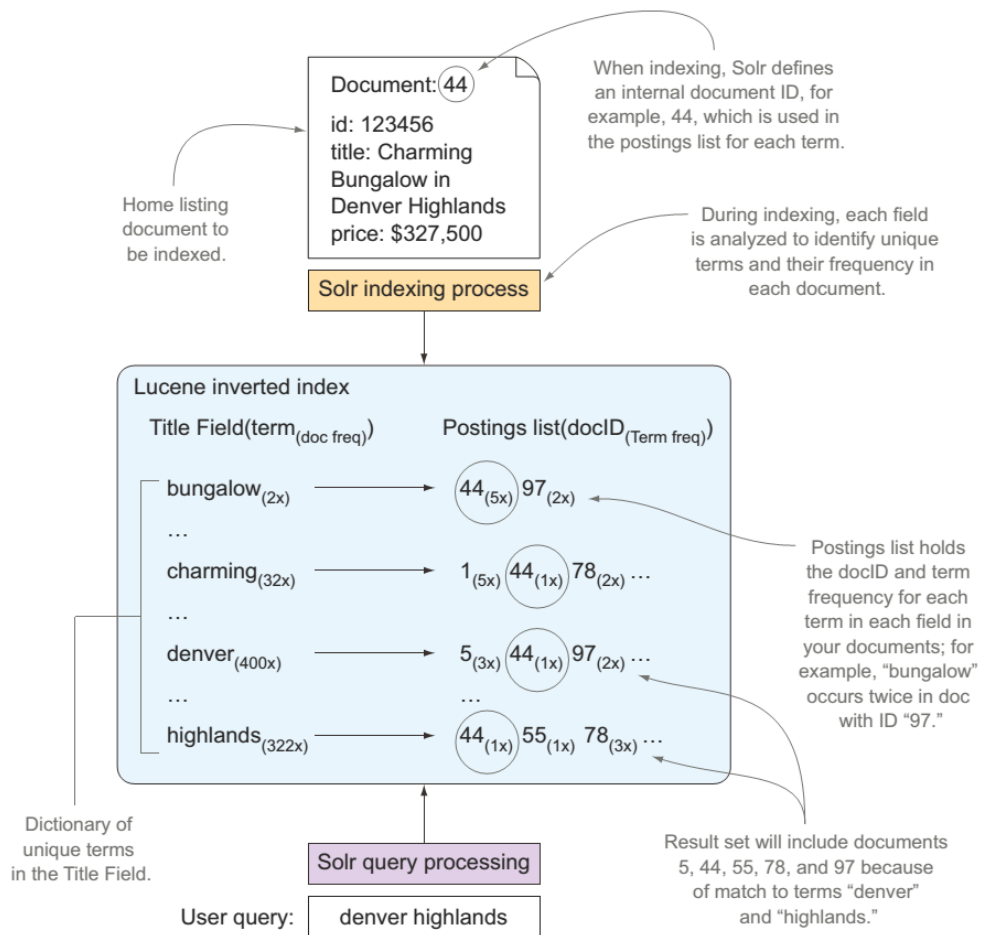 Document: 44
id: 123456
title: Charming
Bungalow in
Denver Highlands
price: $327,500
When indexing, Solr defines
an internal document ID, for
example, 44, which is used in
the postings list for each term.
Home listing
document to
be indexed.
During indexing, each field
is analyzed to identify unique
terms and their frequency in
each document.
Solr indexing process
Lucene inverted index
Title Field(term(doc freq)) Postings list(docID(Term freq))
bungalow(2x) 44(5x) 97(2x)
…
charming(32x) 1(5x) 44(1x) 78(2x) …
…
denver(400x) 5(3x) 44(1x) 97(2x) …
… …
highlands(322x) 44(1x) 55(1x) 78(3x) …
Postings list holds
the docID and term
frequency for each
term in each field in
your documents; for
example, “bungalow”
occurs twice in doc
with ID “97.”
Dictionary of
unique terms
in the Title Field.
Result set will include documents
5, 44, 55, 78, and 97 because
of match to terms “denver”
and “highlands.”
Solr query processing
User query: denver highlands